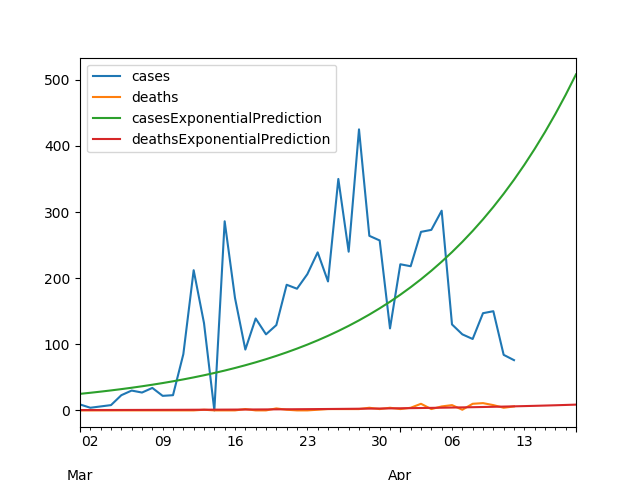 cases
deaths
casesExponentialPrediction
deathsExponentialPrediction
500
400
300
200
100
0
02 09 16 23 30 06 13
Mar Apr